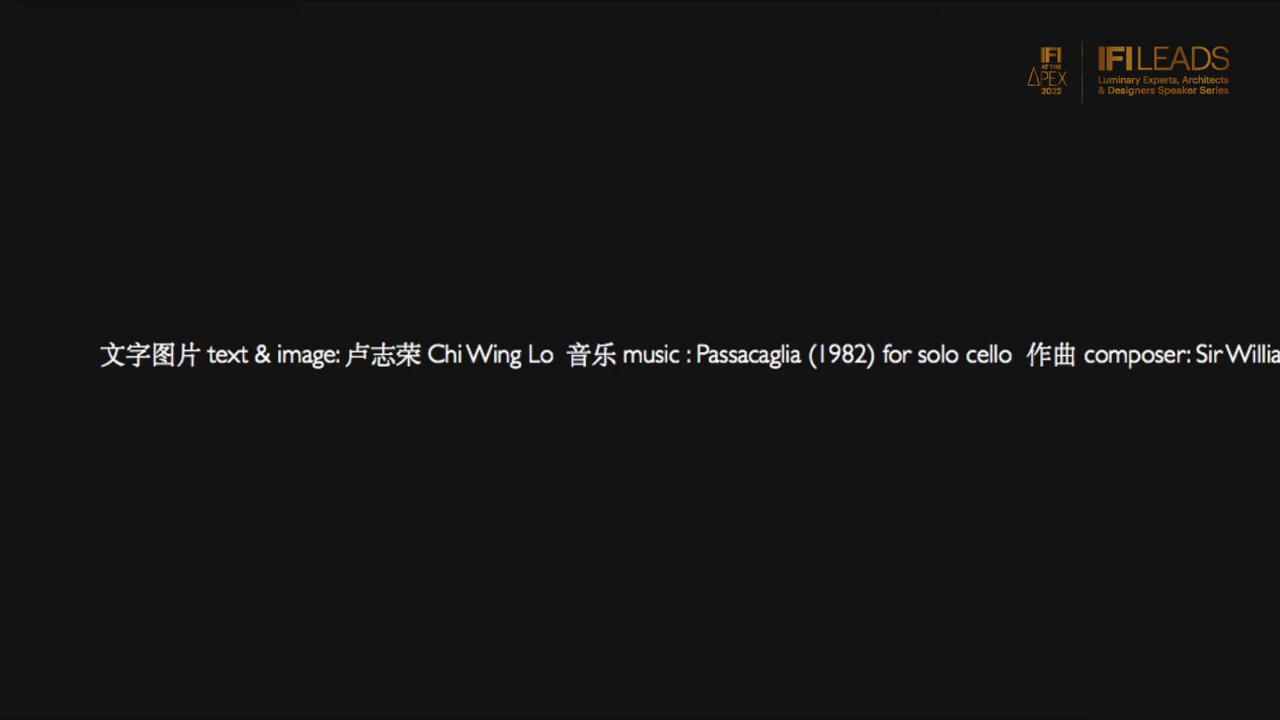 IFI
AT THE
APEX
2022
IFI LEADS
Luminary Experts, Architects
& Designers Speaker Series
文字图片 text & image: 卢志荣 Chi Wing Lo 音乐 music : Passacaglia (1982) for solo cello 作曲 composer: Sir